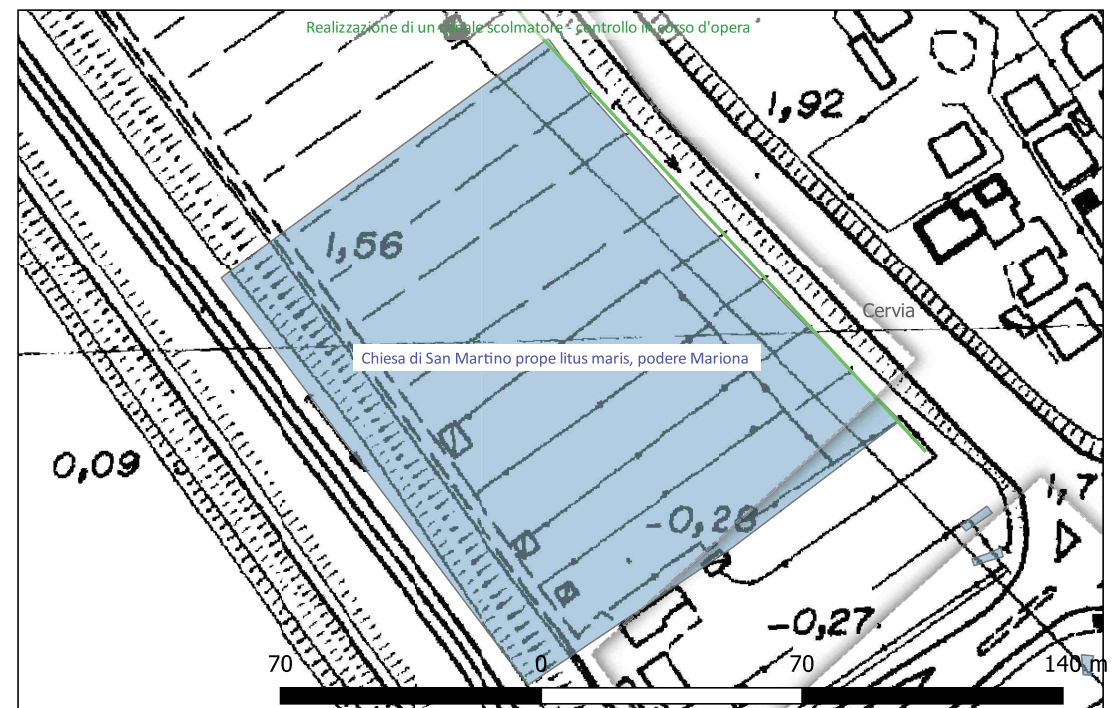 Realizzazione di un canale scolmatore - controllo in corso d'opera
1,92
1,56
Cervia
Chiesa di San Martino prope litus maris, podere Mariona
0,09
1,7
-0,28
-0,27
70 0 70 140 m